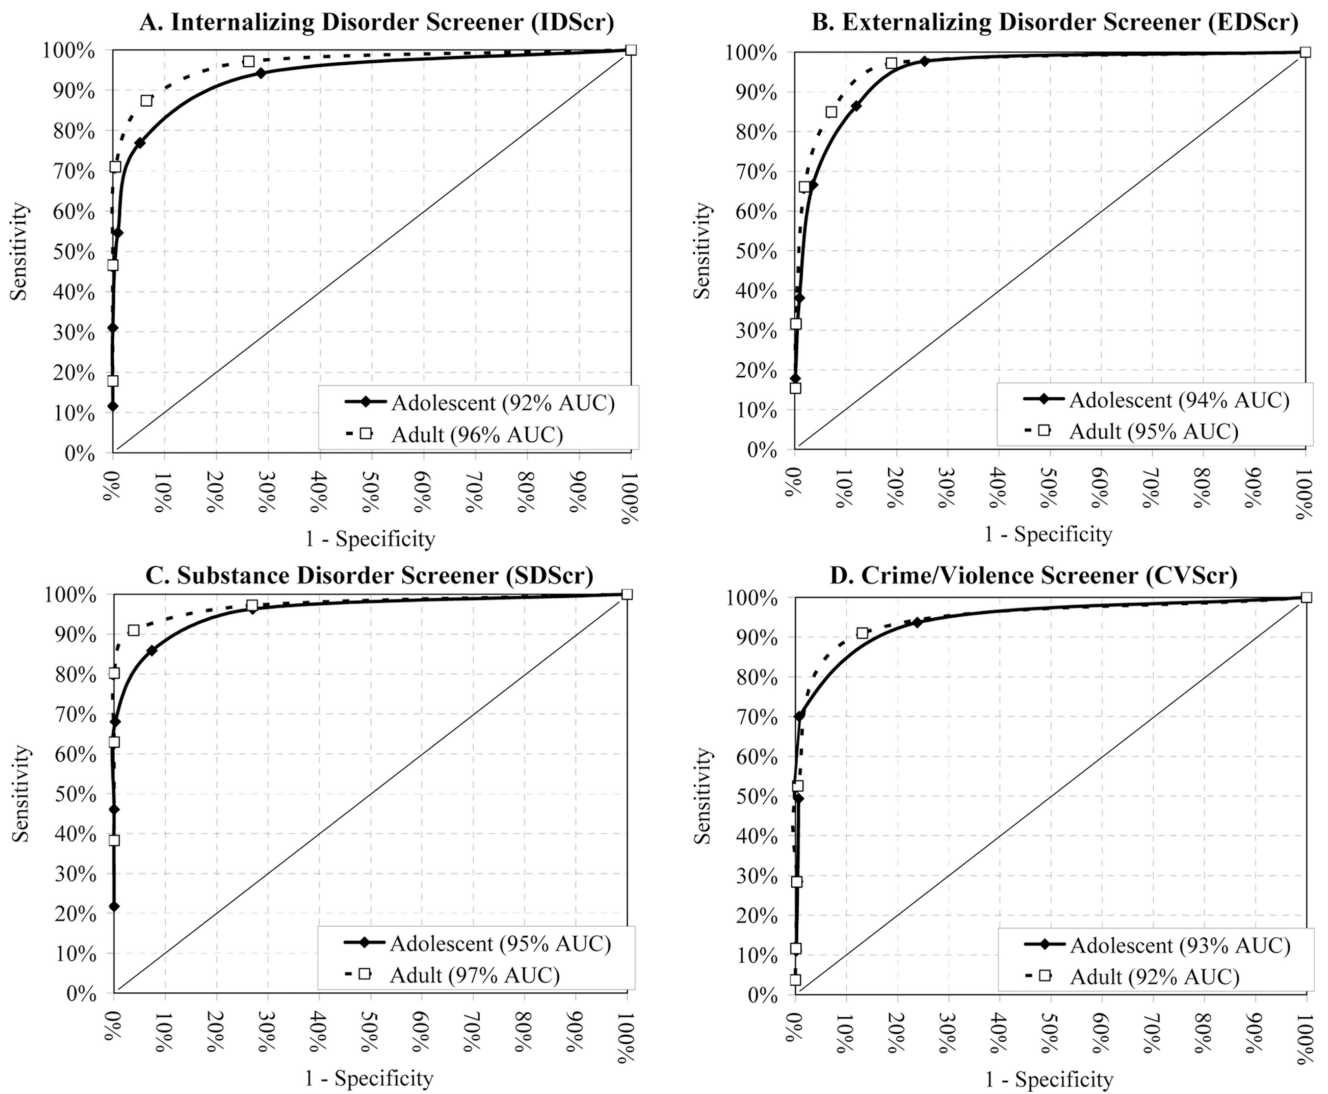 A. Internalizing Disorder Screener (IDScr)
100%
90%
80%
70%
60%
50%
40%
30%
20%
10%
0%
Sensitivity
Adolescent (92% AUC)
Adult (96% AUC)
0% 10% 20% 30% 40% 50% 60% 70% 80% 90% 100%
1 - Specificity
B. Externalizing Disorder Screener (EDScr)
100%
90%
80%
70%
60%
50%
40%
30%
20%
10%
0%
Sensitivity
Adolescent (94% AUC)
Adult (95% AUC)
0% 10% 20% 30% 40% 50% 60% 70% 80% 90% 100%
1 - Specificity
C. Substance Disorder Screener (SDScr)
100%
90%
80%
70%
60%
50%
40%
30%
20%
10%
0%
Sensitivity
Adolescent (95% AUC)
Adult (97% AUC)
0% 10% 20% 30% 40% 50% 60% 70% 80% 90% 100%
1 - Specificity
D. Crime/Violence Screener (CVScr)
100%
90%
80%
70%
60%
50%
40%
30%
20%
10%
0%
Sensitivity
Adolescent (93% AUC)
Adult (92% AUC)
0% 10% 20% 30% 40% 50% 60% 70% 80% 90% 100%
1 - Specificity